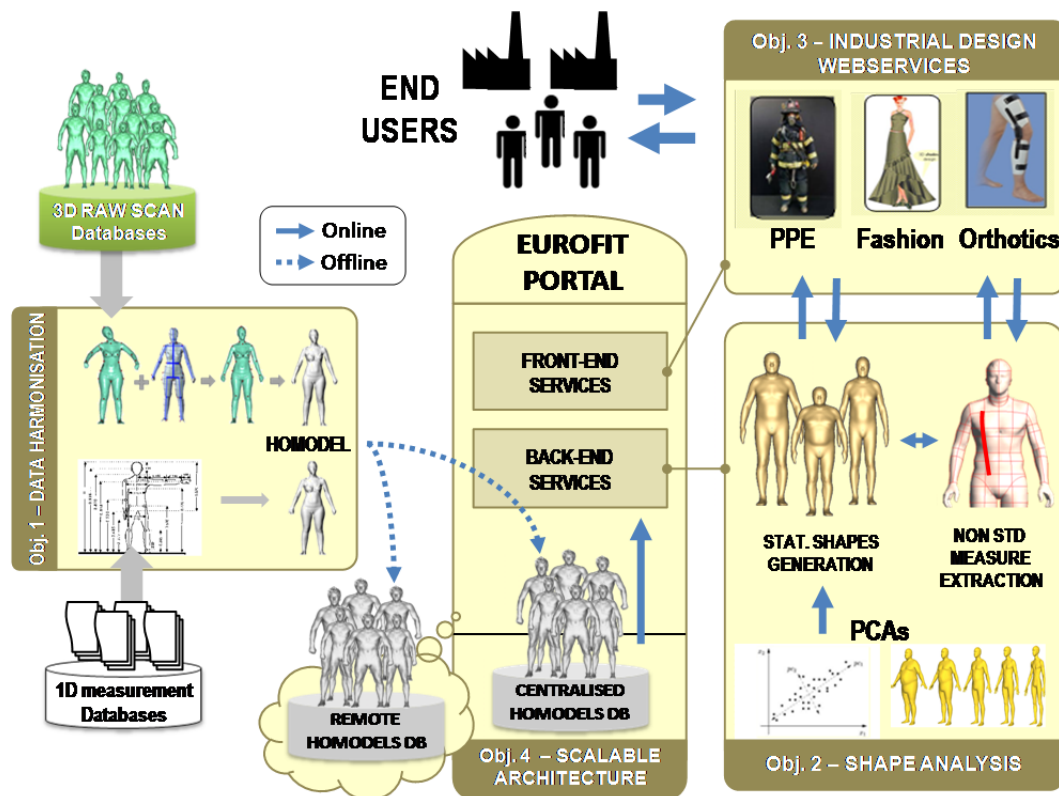 END
USERS
Obj. 3 – INDUSTRIAL DESIGN
WEBSERVICES
PPE
Fashion
Orthotics
3D RAW SCAN
Databases
Online
Offline
EUROFIT
PORTAL
FRONT-END
SERVICES
BACK-END
SERVICES
Obj. 1 – DATA HARMONISATION
HOMODEL
1D measurement
Databases
REMOTE
HOMODELS DB
CENTRALISED
HOMODELS DB
Obj. 4 – SCALABLE
ARCHITECTURE
STAT. SHAPES
GENERATION
NON STD
MEASURE
EXTRACTION
PCAs
Obj. 2 – SHAPE ANALYSIS